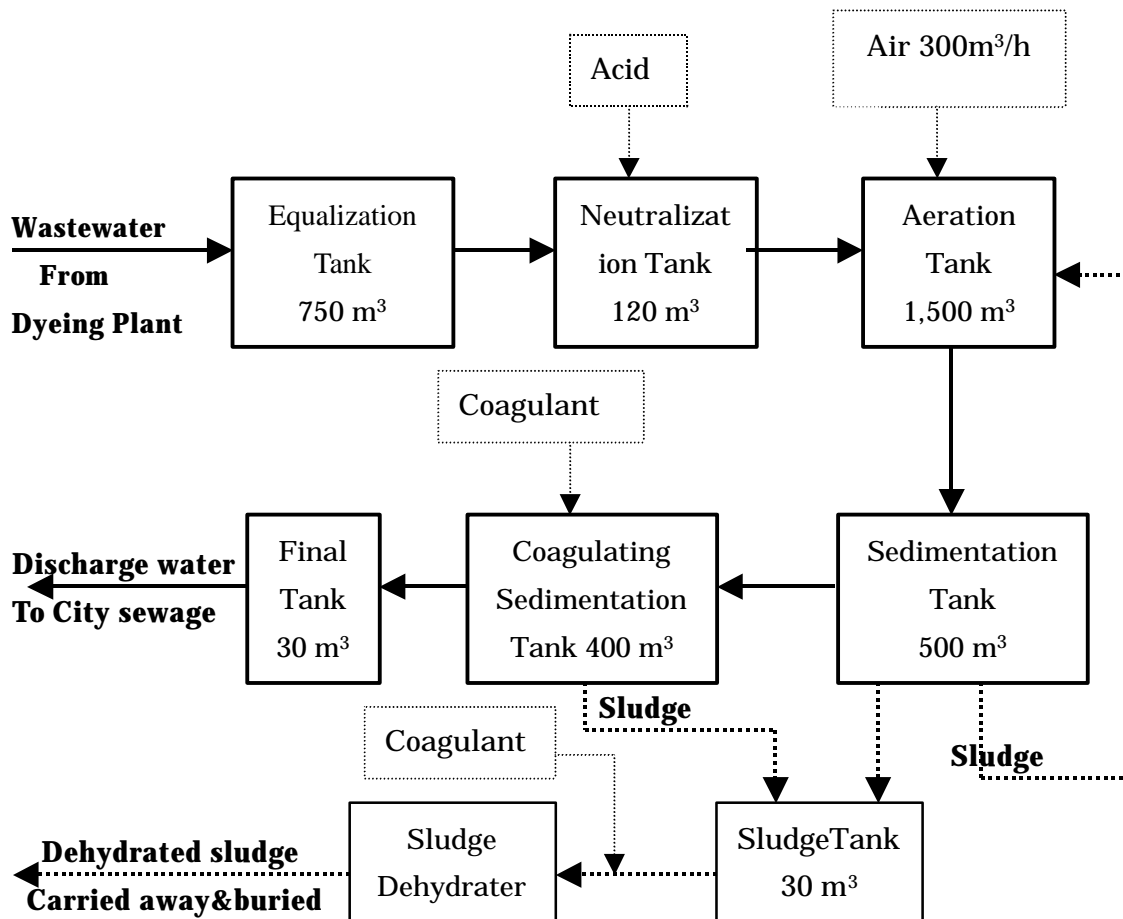 Acid
Air 300m³/h
Wastewater
From
Dyeing Plant
Equalization
Tank
750 m³
Neutralizat
ion Tank
120 m³
Aeration
Tank
1,500 m³
Coagulant
Discharge water
To City sewage
Final
Tank
30 m³
Coagulating
Sedimentation
Tank 400 m³
Sedimentation
Tank
500 m³
Sludge
Coagulant
Sludge
Dehydrated sludge
Carried away&buried
Sludge
Dehydrater
SludgeTank
30 m³